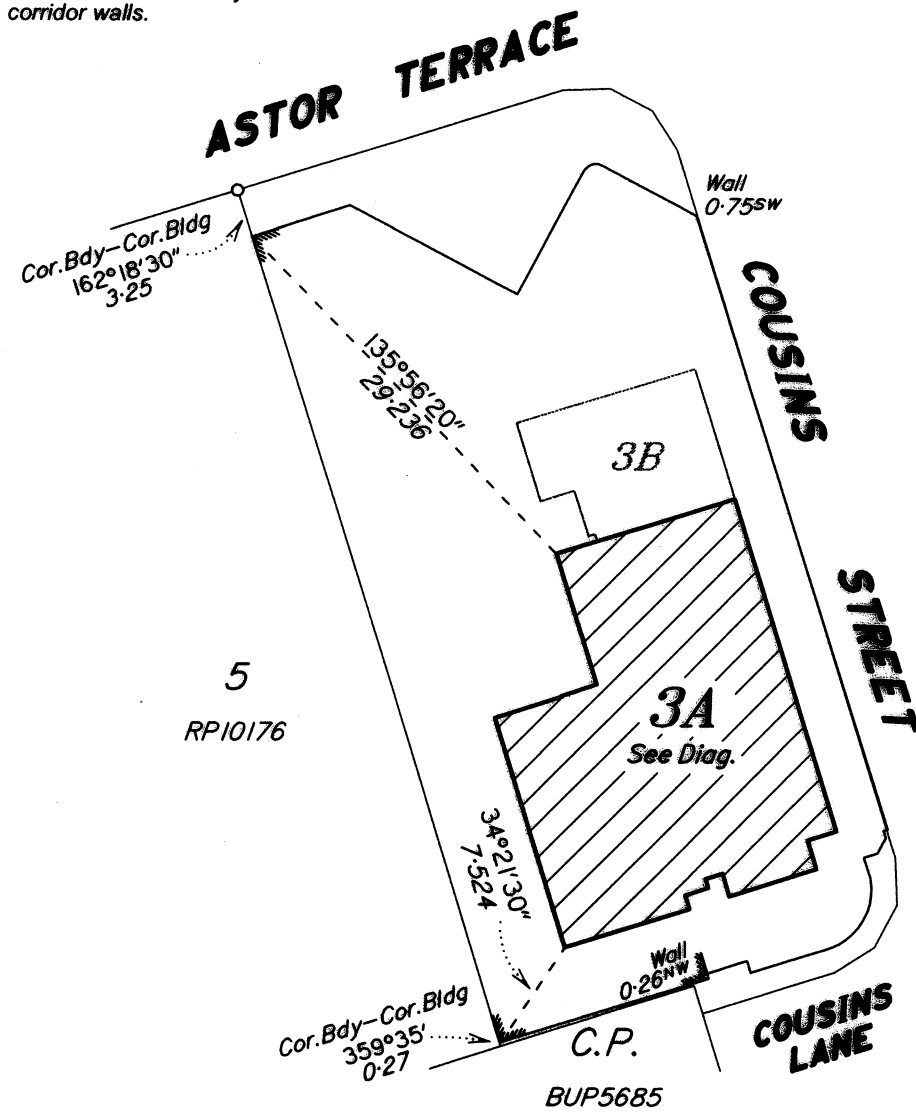 corridor walls.
ASTOR TERRACE
Wall
0·75SW
Cor.Bdy–Cor.Bldg
162°18'30"
3·25
COUSINS
STREET
135°56'20"
29·236
3B
5
RP10176
3A
See Diag.
34°21'30"
7·524
Wall
0·26NW
Cor.Bdy–Cor.Bldg
359°35'
0·27
C.P.
BUP5685
COUSINS
LANE